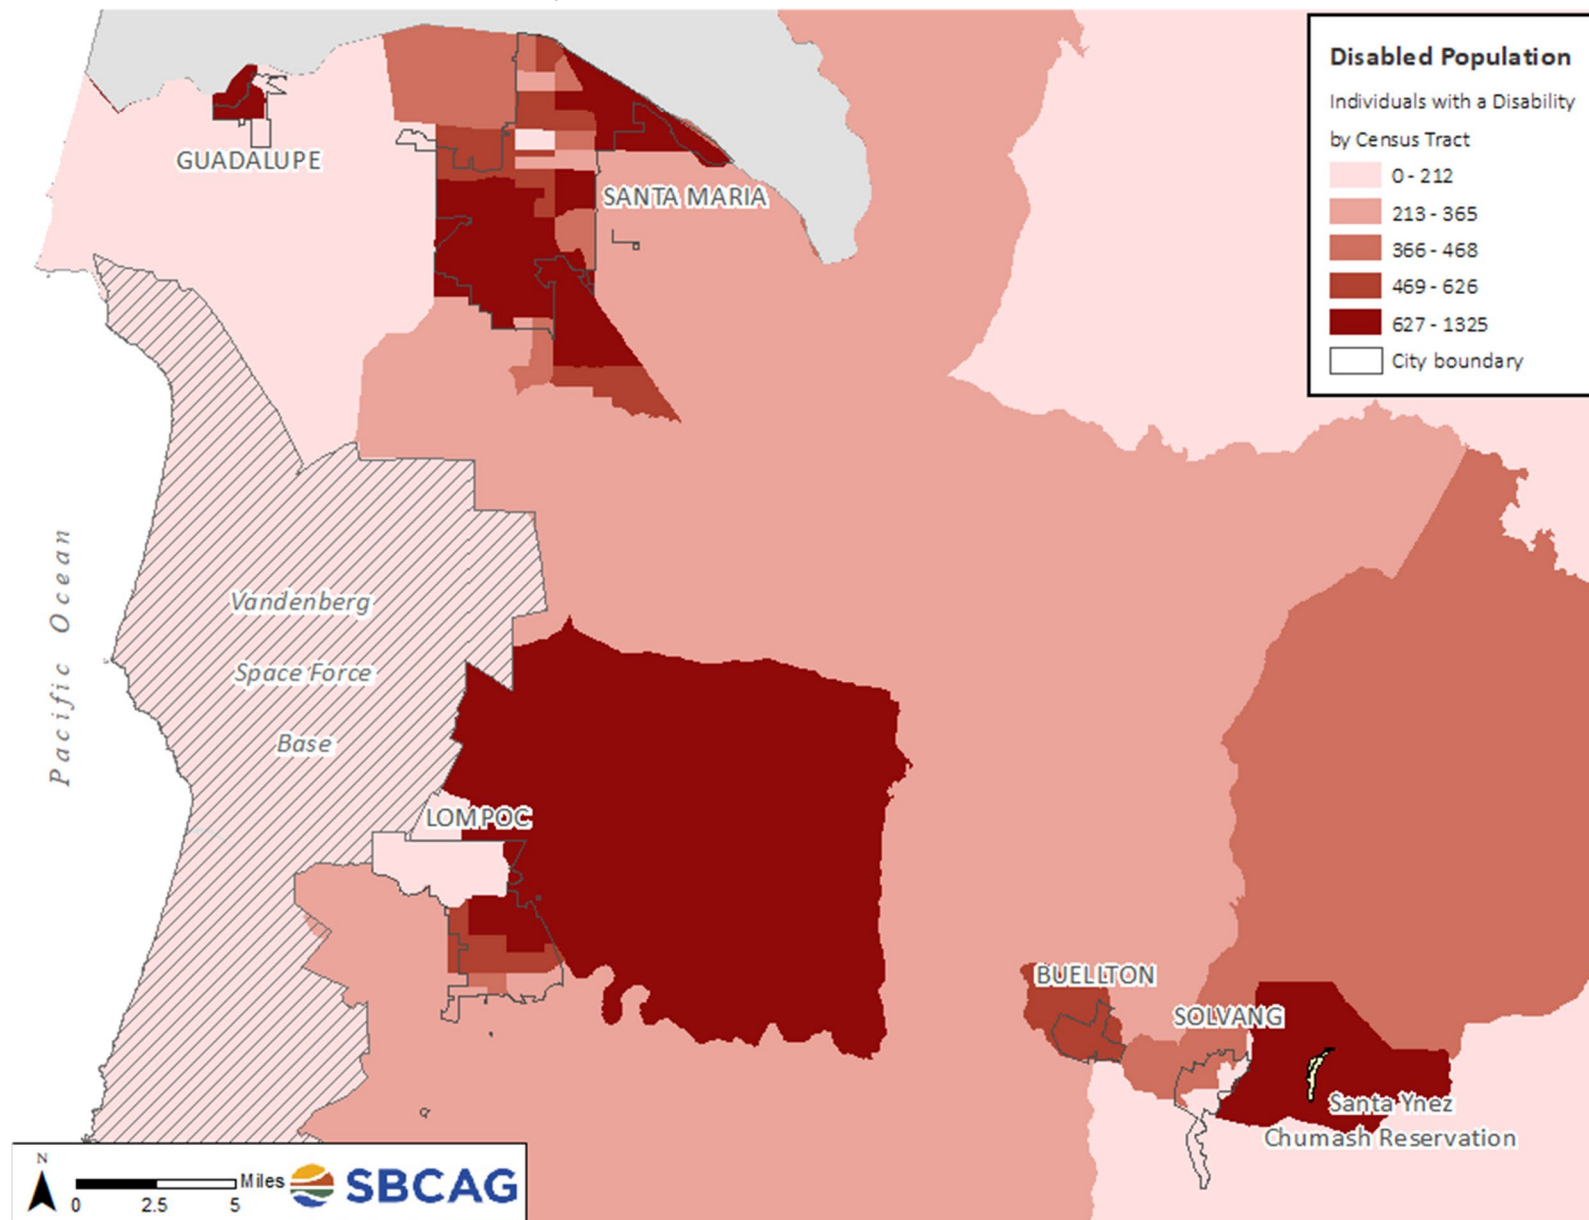 Disabled Population
Individuals with a Disability
by Census Tract
0 - 212
213 - 365
366 - 468
469 - 626
627 - 1325
City boundary
GUADALUPE
SANTA MARIA
Pacific Ocean
Vandenberg
Space Force
Base
LOMPOC
BUELLTON
SOLVANG
Santa Ynez
Chumash Reservation
N
Miles
0 2.5 5
SBCAG